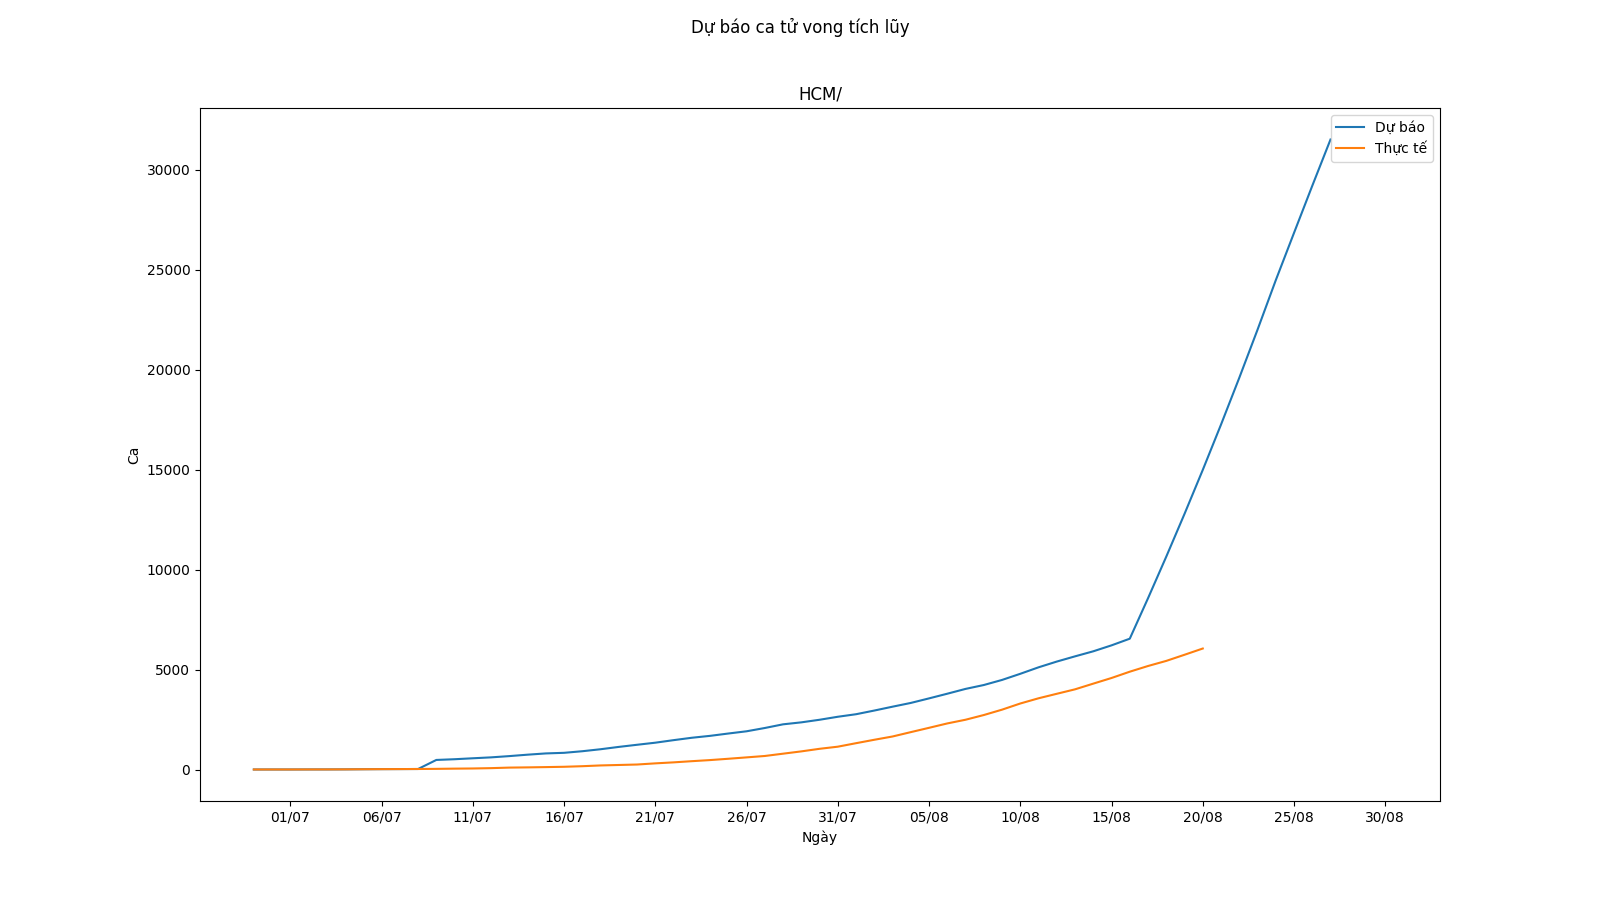 Dự báo ca tử vong tích lũy
HCM/
Dự báo
Thực tế
30000
25000
20000
15000
10000
5000
0
Ca
01/07 06/07 11/07 16/07 21/07 26/07 31/07 05/08 10/08 15/08 20/08 25/08 30/08
Ngày